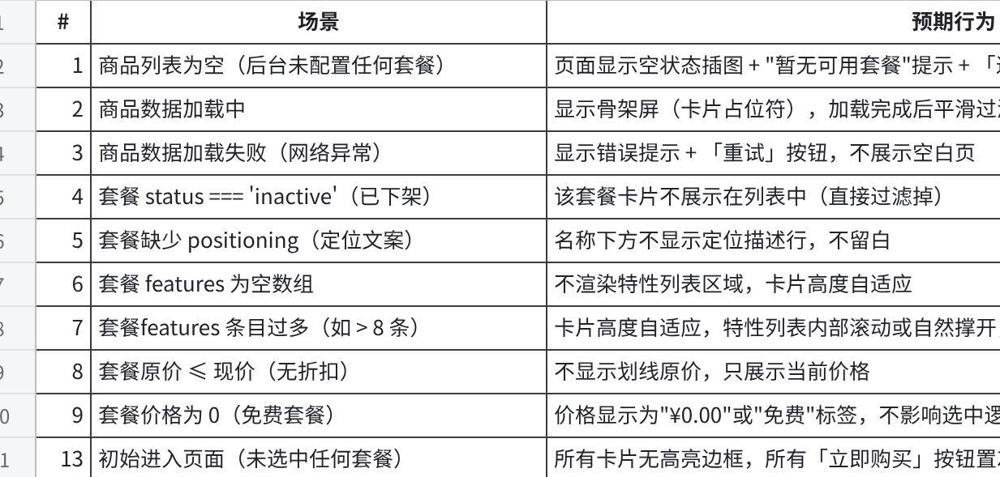 # 场景 预期行为
1 商品列表为空（后台未配置任何套餐） 页面显示空状态插图 + "暂无可用套餐"提示 + 「
2 商品数据加载中 显示骨架屏（卡片占位符），加载完成后平滑过
3 商品数据加载失败（网络异常） 显示错误提示 + 「重试」按钮，不展示空白页
4 套餐 status === 'inactive'（已下架） 该套餐卡片不展示在列表中（直接过滤掉）
5 套餐缺少 positioning（定位文案） 名称下方不显示定位描述行，不留白
6 套餐 features 为空数组 不渲染特性列表区域，卡片高度自适应
7 套餐features 条目过多（如 > 8 条） 卡片高度自适应，特性列表内部滚动或自然撑开
8 套餐原价 ≤ 现价（无折扣） 不显示划线原价，只展示当前价格
9 套餐价格为 0（免费套餐） 价格显示为"¥0.00"或"免费"标签，不影响选中逻
13 初始进入页面（未选中任何套餐） 所有卡片无高亮边框，所有「立即购买」按钮置